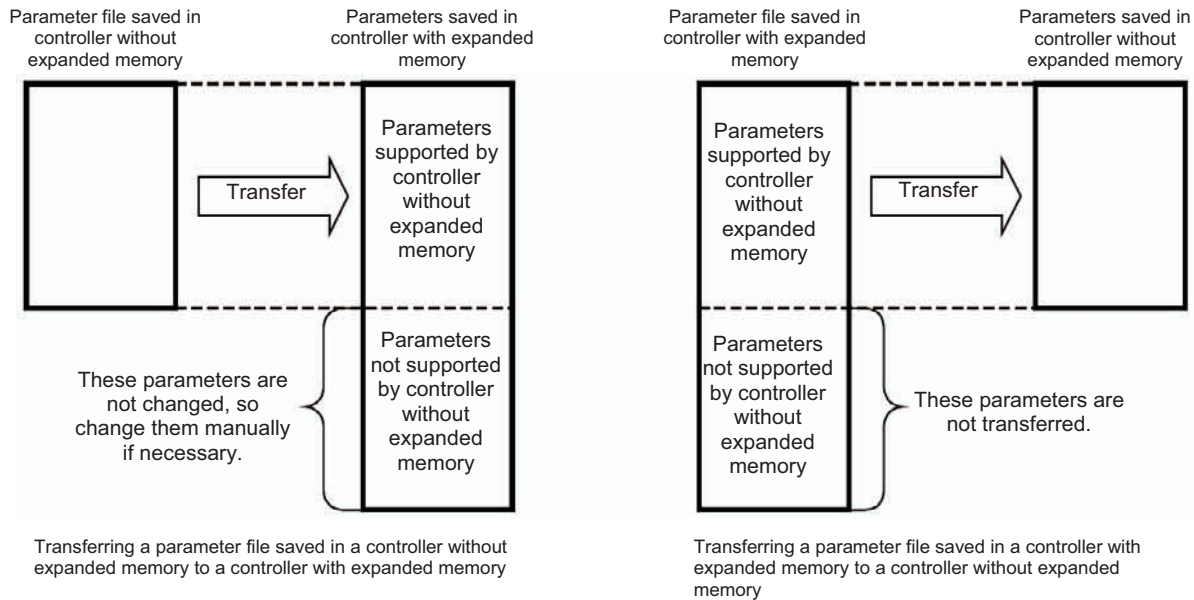 Parameter file saved in
controller without
expanded memory
Parameters saved in
controller with expanded
memory
Transfer
Parameters
supported by
controller
without
expanded
memory
Parameters
not supported
by controller
without
expanded
memory
These parameters are
not changed, so
change them manually
if necessary.
Transferring a parameter file saved in a controller without
expanded memory to a controller with expanded memory
Parameter file saved in
controller with expanded
memory
Parameters saved in
controller without
expanded memory
Parameters
supported by
controller
without
expanded
memory
Transfer
Parameters
not supported
by controller
without
expanded
memory
These parameters are
not transferred.
Transferring a parameter file saved in a controller with
expanded memory to a controller without expanded
memory